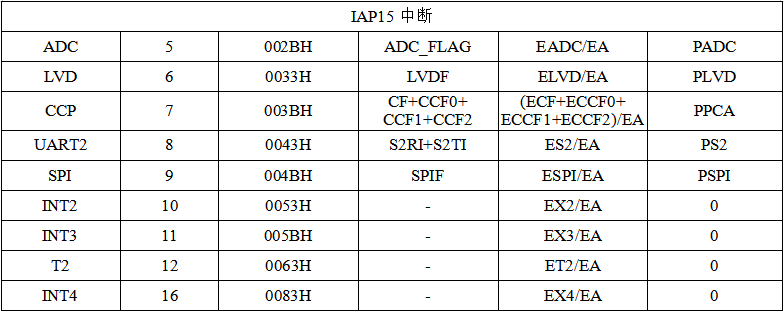 IAP15 中断
ADC 5 002BH ADC_FLAG EADC/EA PADC
LVD 6 0033H LVDF ELVD/EA PLVD
CCP 7 003BH CF+CCF0+ (ECF+ECCF0+ PPCA
CCF1+CCF2 ECCF1+ECCF2)/EA
UART2 8 0043H S2RI+S2TI ES2/EA PS2
SPI 9 004BH SPIF ESPI/EA PSPI
INT2 10 0053H - EX2/EA 0
INT3 11 005BH - EX3/EA 0
T2 12 0063H - ET2/EA 0
INT4 16 0083H - EX4/EA 0